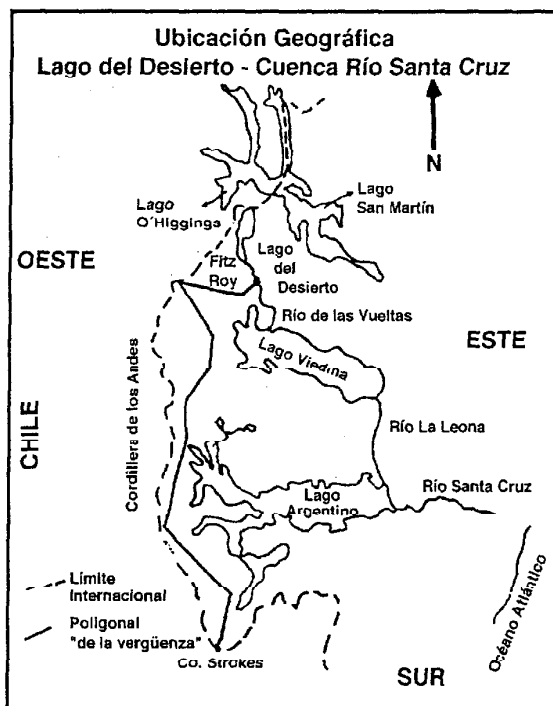 Ubicación Geográfica
Lago del Desierto - Cuenca Río Santa Cruz
N
Lago
O'Higgings
Lago
San Martín
OESTE
Fitz
Roy
Lago
del
Desierto
Río de las Vueltas
ESTE
Lago Viedma
Cordillera de los Andes
CHILE
Río La Leona
Lago
Argentino
Río Santa Cruz
Límite
Internacional
Poligonal
"de la vergüenza"
Co. Strokes
SUR
Océano Atlántico